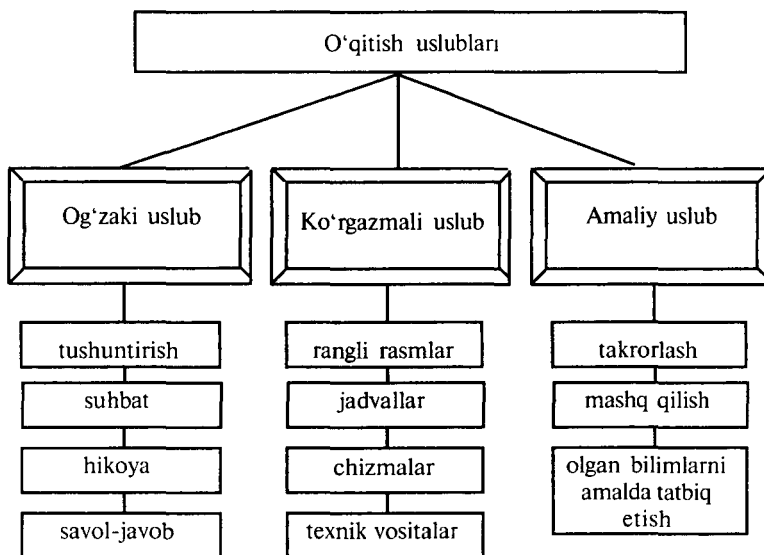 O‘qitish uslubları
Og‘zaki uslub
Ko‘rgazmali uslub
Amaliy uslub
tushuntirish
suhbat
hikoya
savol-javob
rangli rasmlar
jadvallar
chizmalar
texnik vositalar
takrorlash
mashq qilish
olgan bilimlarni
amalda tatbiq
etish